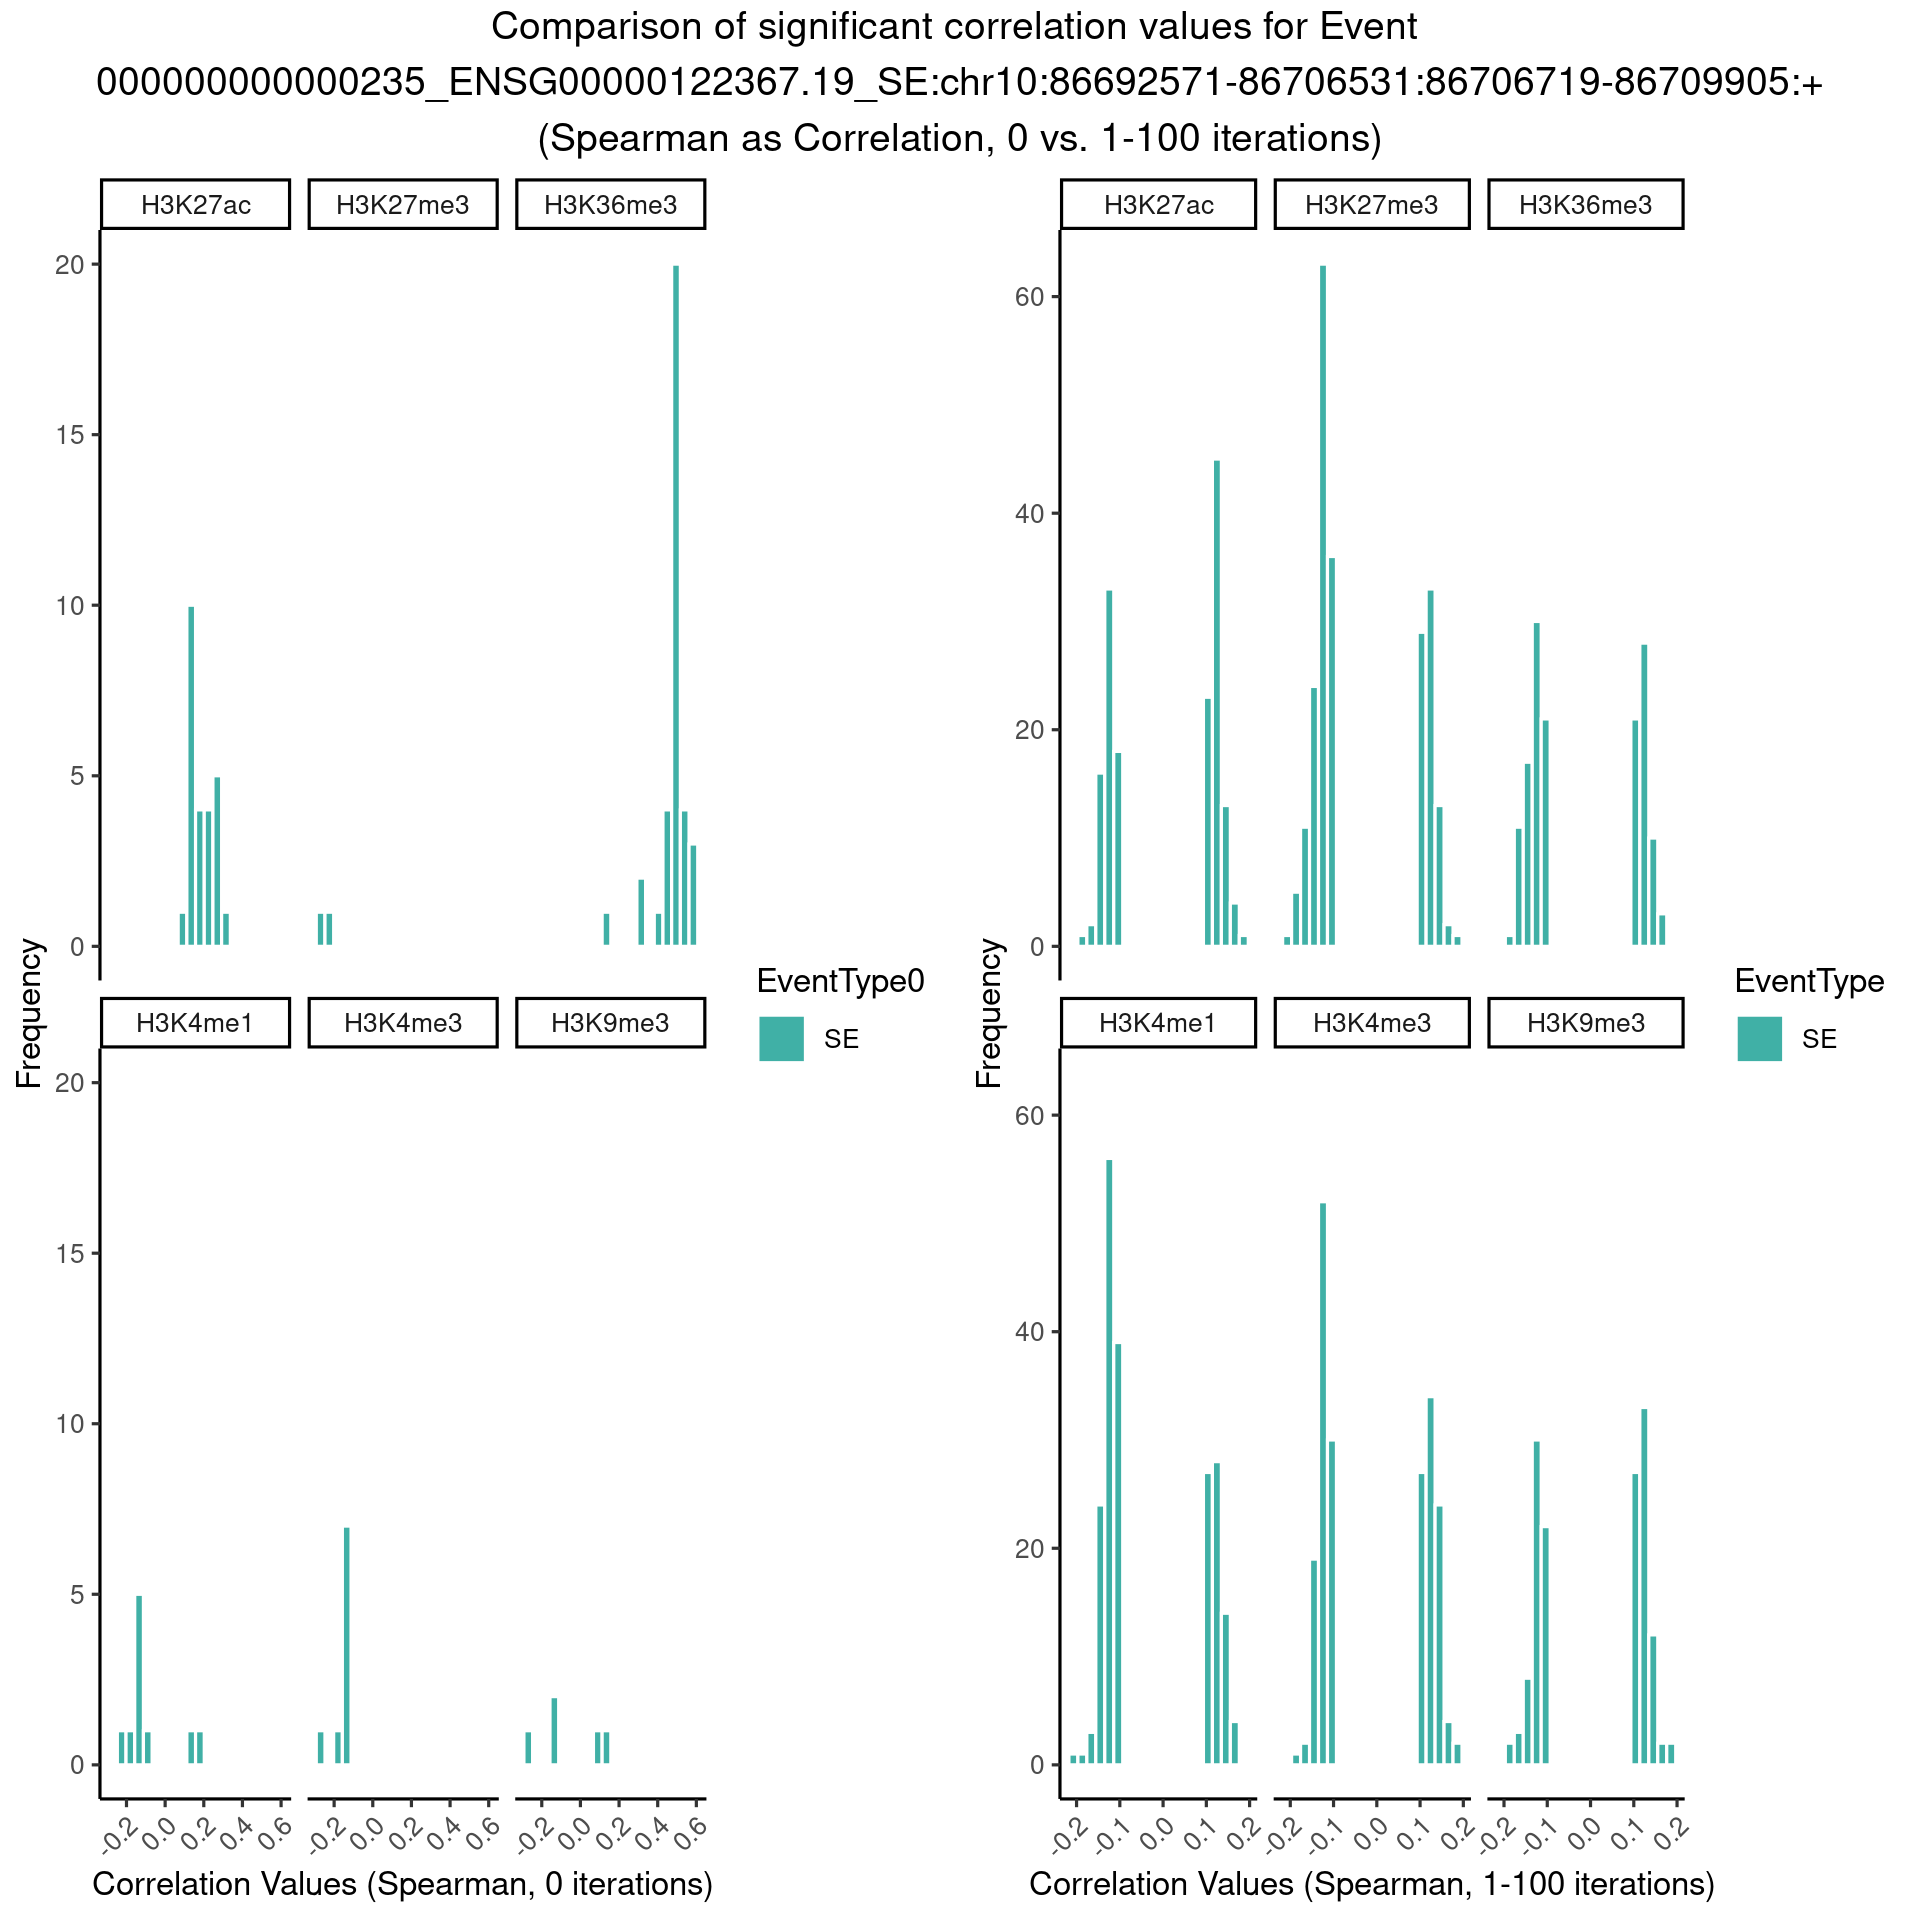 Comparison of significant correlation values for Event
000000000000235_ENSG00000122367.19_SE:chr10:86692571-86706531:86706719-86709905:+
(Spearman as Correlation, 0 vs. 1-100 iterations)
H3K27ac H3K27me3 H3K36me3
20
15
10
5
0
Frequency
H3K4me1 H3K4me3 H3K9me3
20
15
10
5
0
-0.2 0.0 0.2 0.4 0.6 -0.2 0.0 0.2 0.4 0.6 -0.2 0.0 0.2 0.4 0.6
Correlation Values (Spearman, 0 iterations)
EventType0
SE
H3K27ac H3K27me3 H3K36me3
60
40
20
0
Frequency
H3K4me1 H3K4me3 H3K9me3
60
40
20
0
-0.2 -0.1 0.0 0.1 0.2 -0.2 -0.1 0.0 0.1 0.2 -0.2 -0.1 0.0 0.1 0.2
Correlation Values (Spearman, 1-100 iterations)
EventType
SE